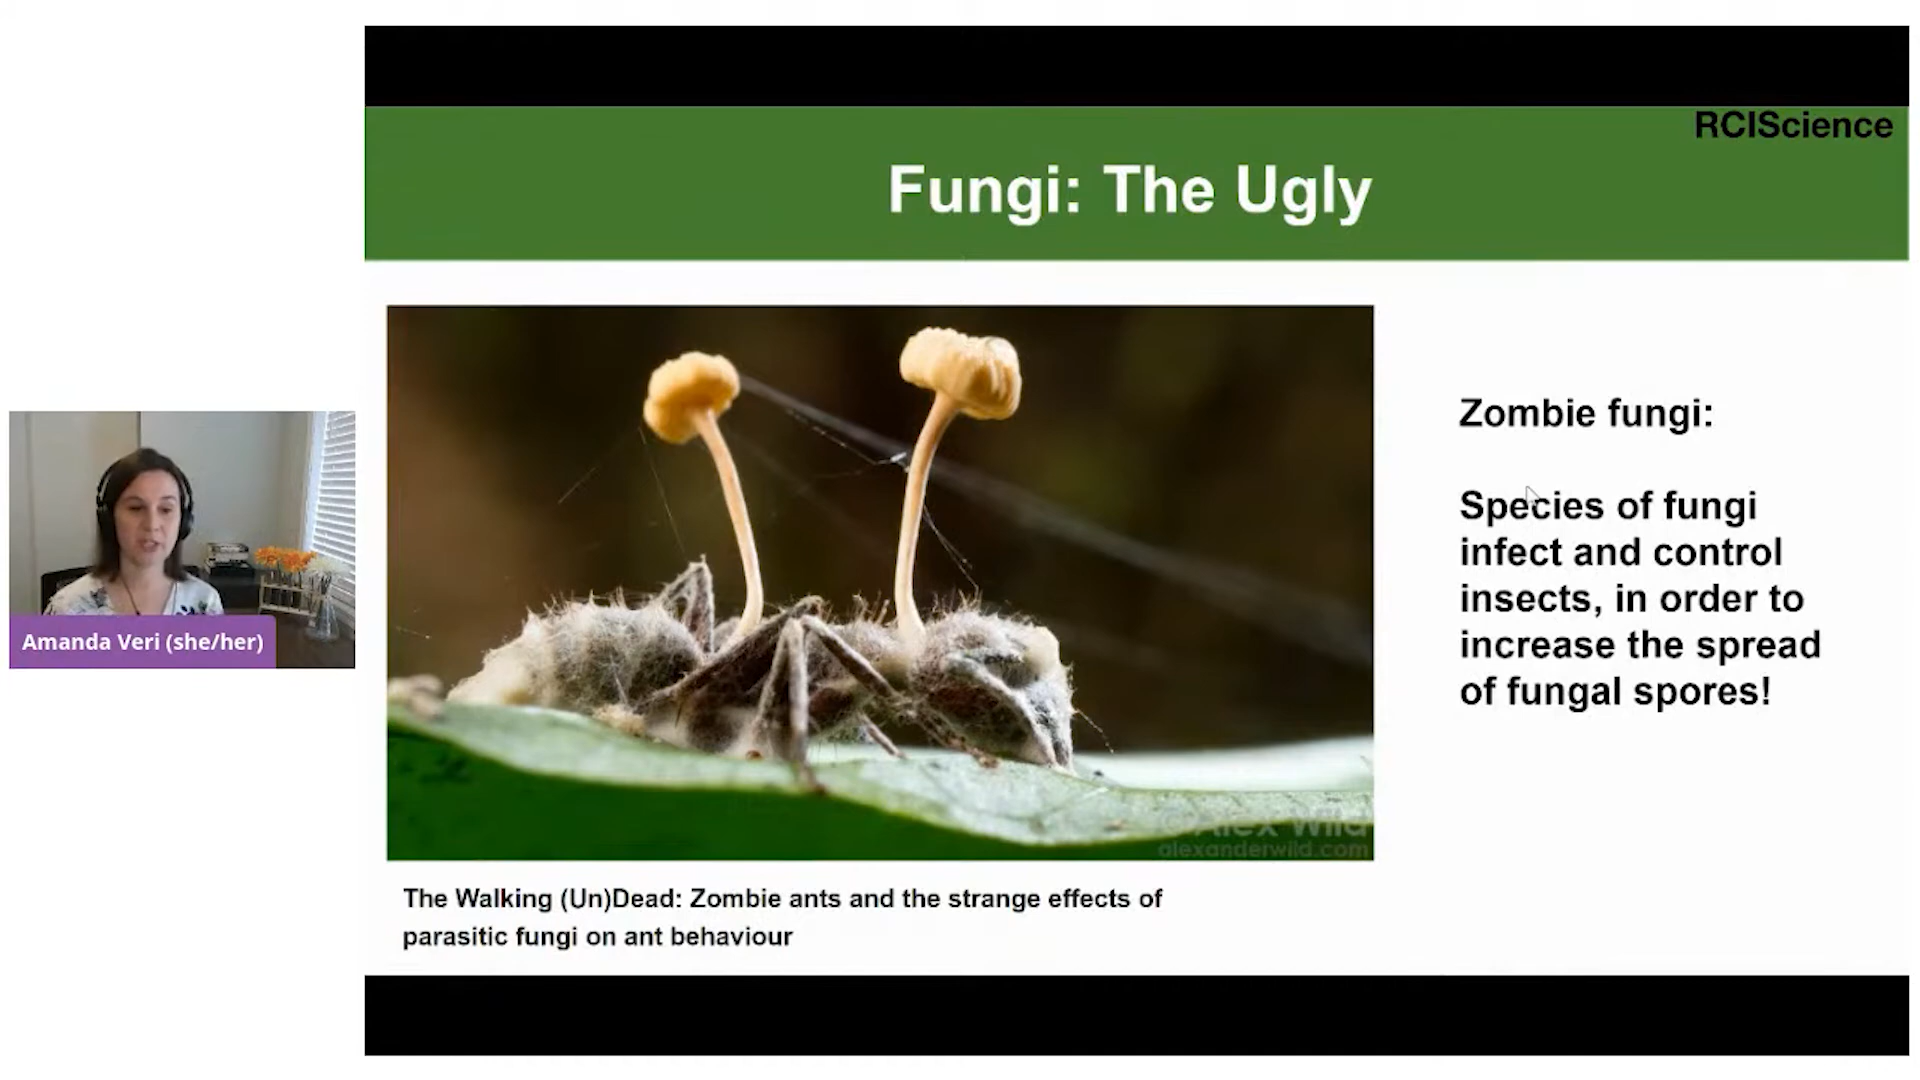 RCIScience
Fungi: The Ugly
Zombie fungi:
Species of fungi
infect and control
insects, in order to
increase the spread
of fungal spores!
Amanda Veri (she/her)
© Alex Wild
alexanderwild.com
The Walking (Un)Dead: Zombie ants and the strange effects of
parasitic fungi on ant behaviour